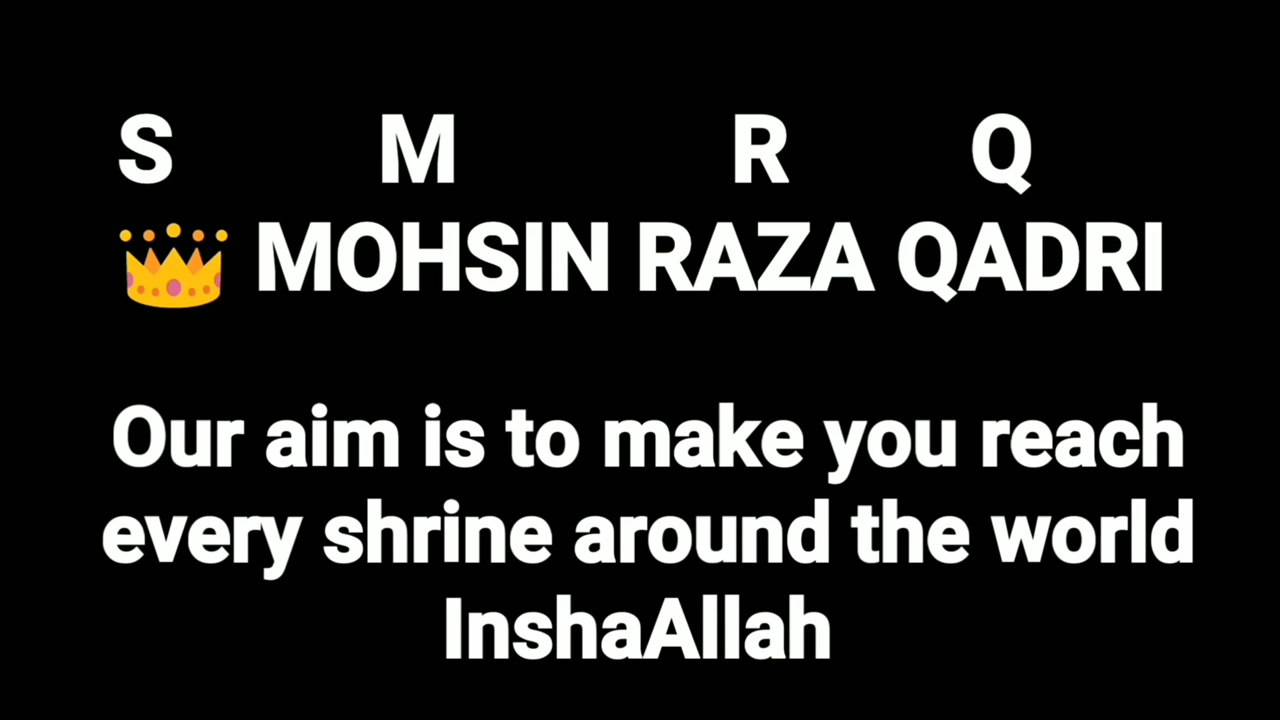 S M R Q
👑 MOHSIN RAZA QADRI
Our aim is to make you reach
every shrine around the world
InshaAllah